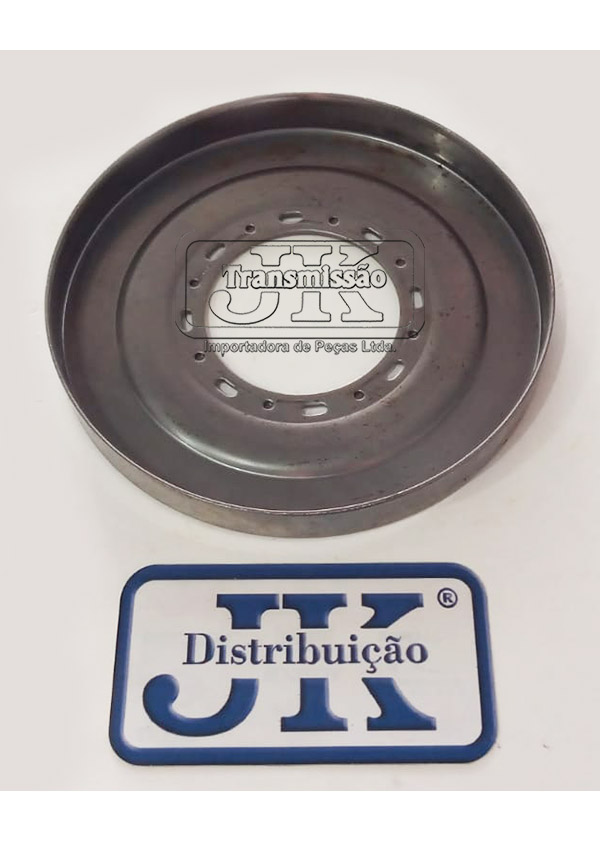 JK
Transmissão
Importadora de Peças Ltda.
JK ®
Distribuição